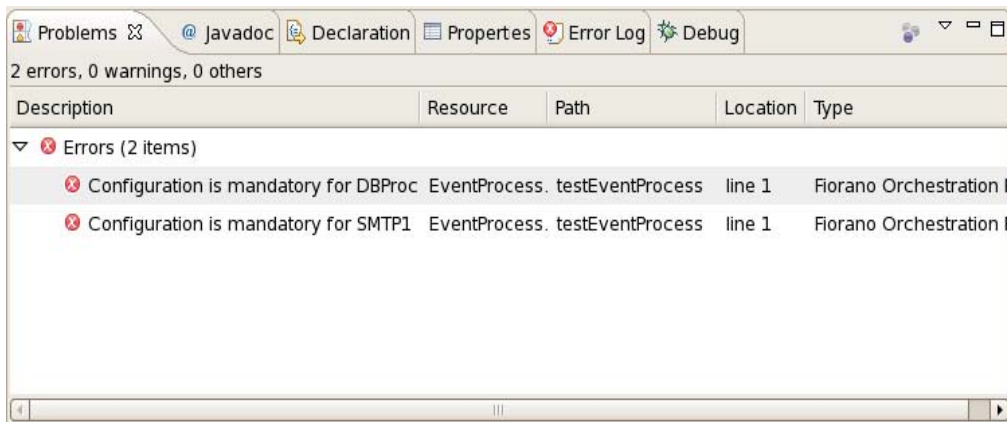 Problems @ Javadoc Declaration Propertes Error Log Debug
2 errors, 0 warnings, 0 others
Description Resource Path Location Type
Errors (2 items)
Configuration is mandatory for DBProc EventProcess. testEventProcess line 1 Fiorano Orchestration
Configuration is mandatory for SMTP1 EventProcess. testEventProcess line 1 Fiorano Orchestration